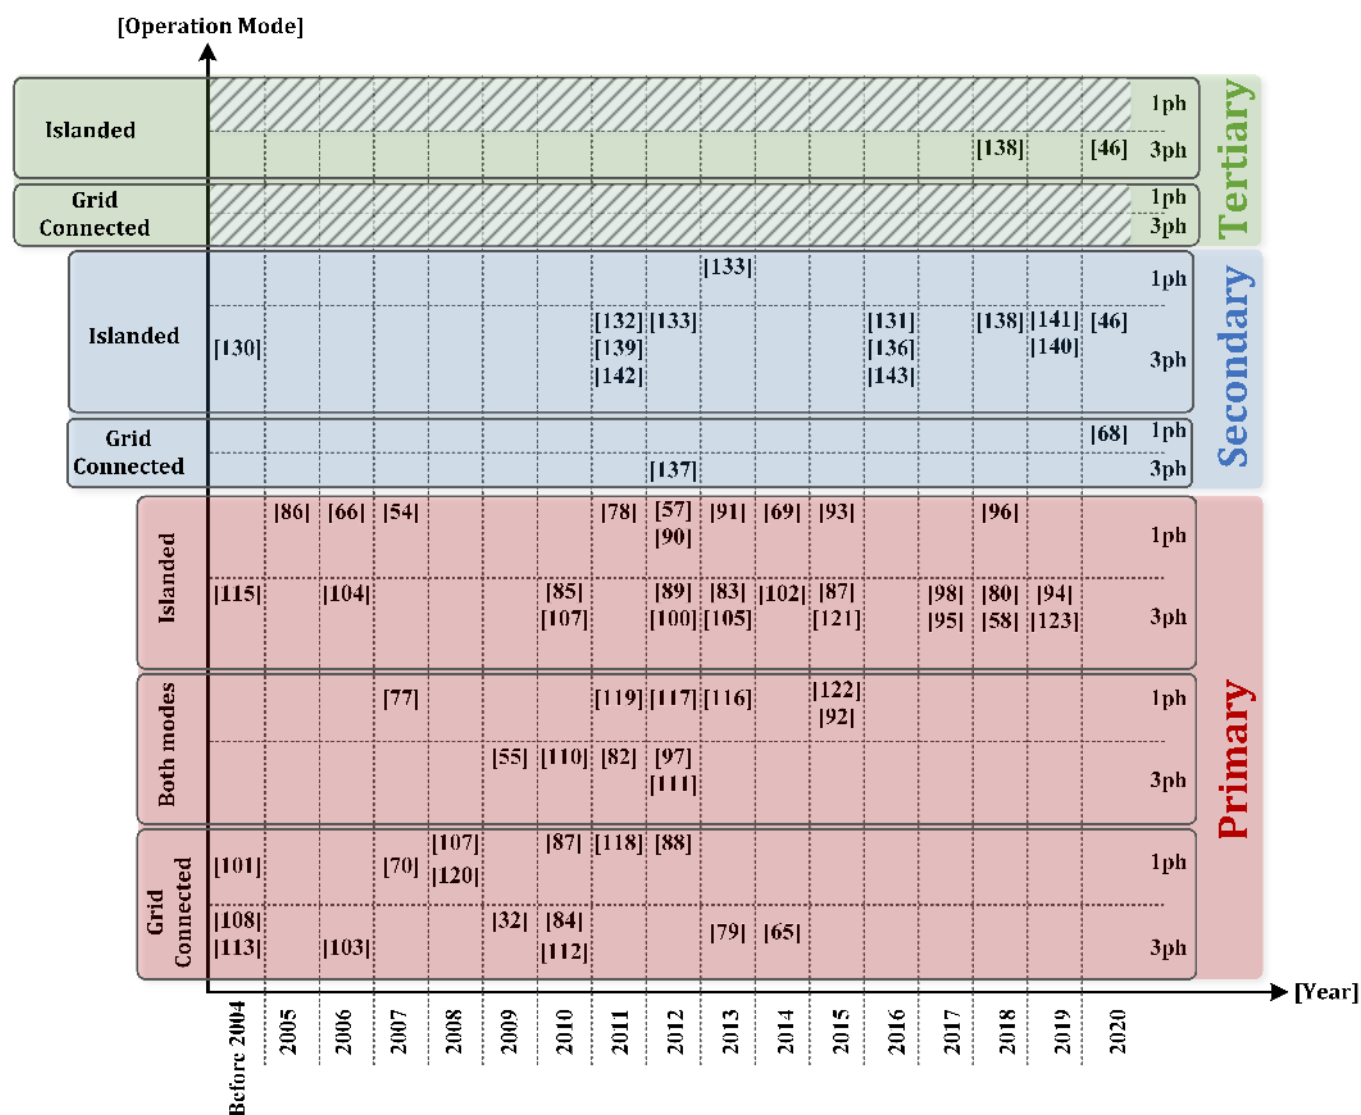 [Operation Mode]
Islanded
1ph
[138] [46] 3ph
Tertiary
Grid
Connected
1ph
3ph
[133] 1ph
Islanded
[132] [133] [131] [138] [141] [46]
[130] [139] [136] [140] 3ph
[142] [143]
Secondary
Grid
Connected
[68] 1ph
[137] 3ph
Islanded
[86] [66] [54] [78] [57] [91] [69] [93] [96]
[90] 1ph
[115] [104] [85] [89] [83] [102] [87] [98] [80] [94]
[107] [100] [105] [121] [95] [58] [123] 3ph
Both modes
[77] [119] [117] [116] [122] 1ph
[92]
[55] [110] [82] [97]
[111] 3ph
Primary
Grid
Connected
[107] [87] [118] [88]
[101] [70] [120] 1ph
[108] [32] [84] [79] [65]
[113] [103] [112] 3ph
[Year]
Before 2004
2005
2006
2007
2008
2009
2010
2011
2012
2013
2014
2015
2016
2017
2018
2019
2020